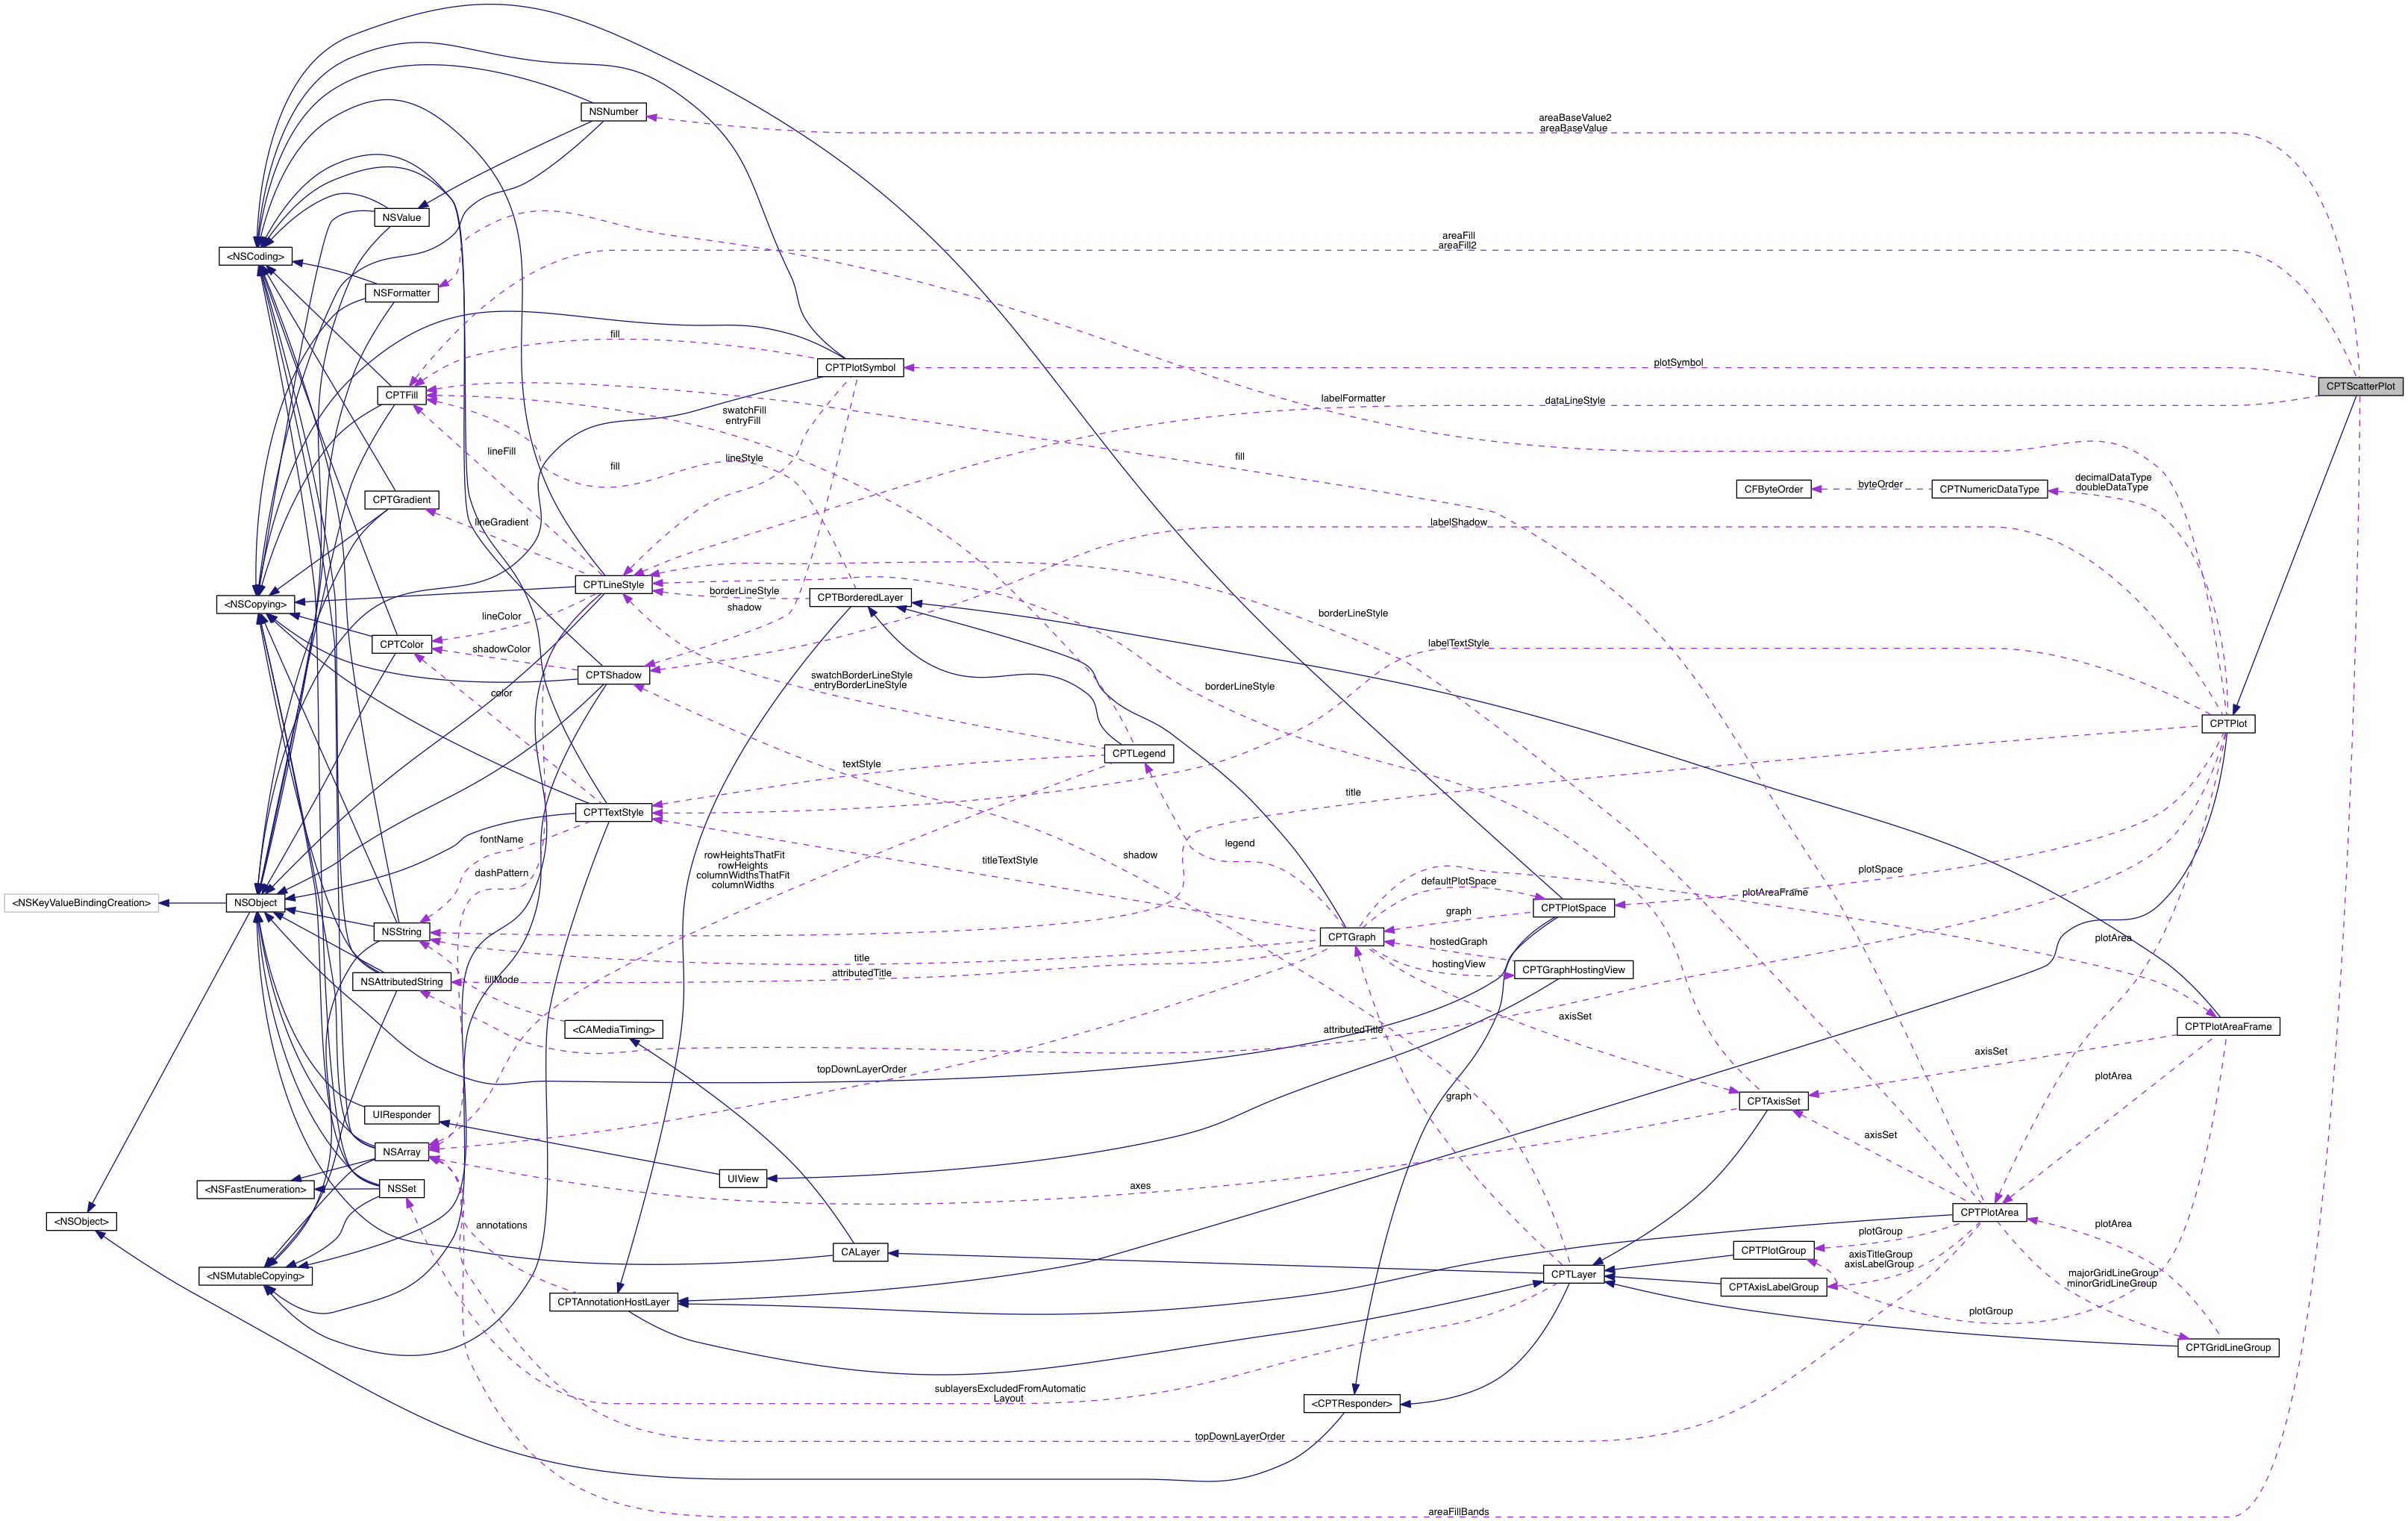 NSNumber
areaBaseValue2
areaBaseValue
NSValue
<NSCoding>
areaFill
areaFill2
NSFormatter
fill
CPTPlotSymbol
plotSymbol
CPTScatterPlot
CPTFill
labelFormatter
dataLineStyle
swatchFill
entryFill
lineFill
lineStyle
fill
fill
CPTGradient
CFByteOrder
byteOrder
CPTNumericDataType
decimalDataType
doubleDataType
lineGradient
labelShadow
CPTLineStyle
borderLineStyle
CPTBorderedLayer
<NSCopying>
shadow
lineColor
borderLineStyle
CPTColor
shadowColor
labelTextStyle
CPTShadow
swatchBorderLineStyle
entryBorderLineStyle
borderLineStyle
color
CPTPlot
CPTLegend
textStyle
title
CPTTextStyle
fontName
legend
rowHeightsThatFit
rowHeights
columnWidthsThatFit
columnWidths
shadow
titleTextStyle
dashPattern
plotSpace
defaultPlotSpace
plotAreaFrame
<NSKeyValueBindingCreation>
NSObject
CPTPlotSpace
graph
NSString
CPTGraph
hostedGraph
plotArea
title
hostingView
CPTGraphHostingView
attributedTitle
NSAttributedString
fillMode
axisSet
<CAMediaTiming>
attributedTitle
CPTPlotAreaFrame
axisSet
topDownLayerOrder
plotArea
graph
CPTAxisSet
UIResponder
axisSet
NSArray
UIView
axes
<NSFastEnumeration>
NSSet
CPTPlotArea
<NSObject>
annotations
plotArea
plotGroup
CALayer
CPTPlotGroup
axisTitleGroup
axisLabelGroup
<NSMutableCopying>
CPTLayer
majorGridLineGroup
minorGridLineGroup
CPTAxisLabelGroup
CPTAnnotationHostLayer
plotGroup
CPTGridLineGroup
sublayersExcludedFromAutomatic
Layout
<CPTResponder>
topDownLayerOrder
areaFillBands